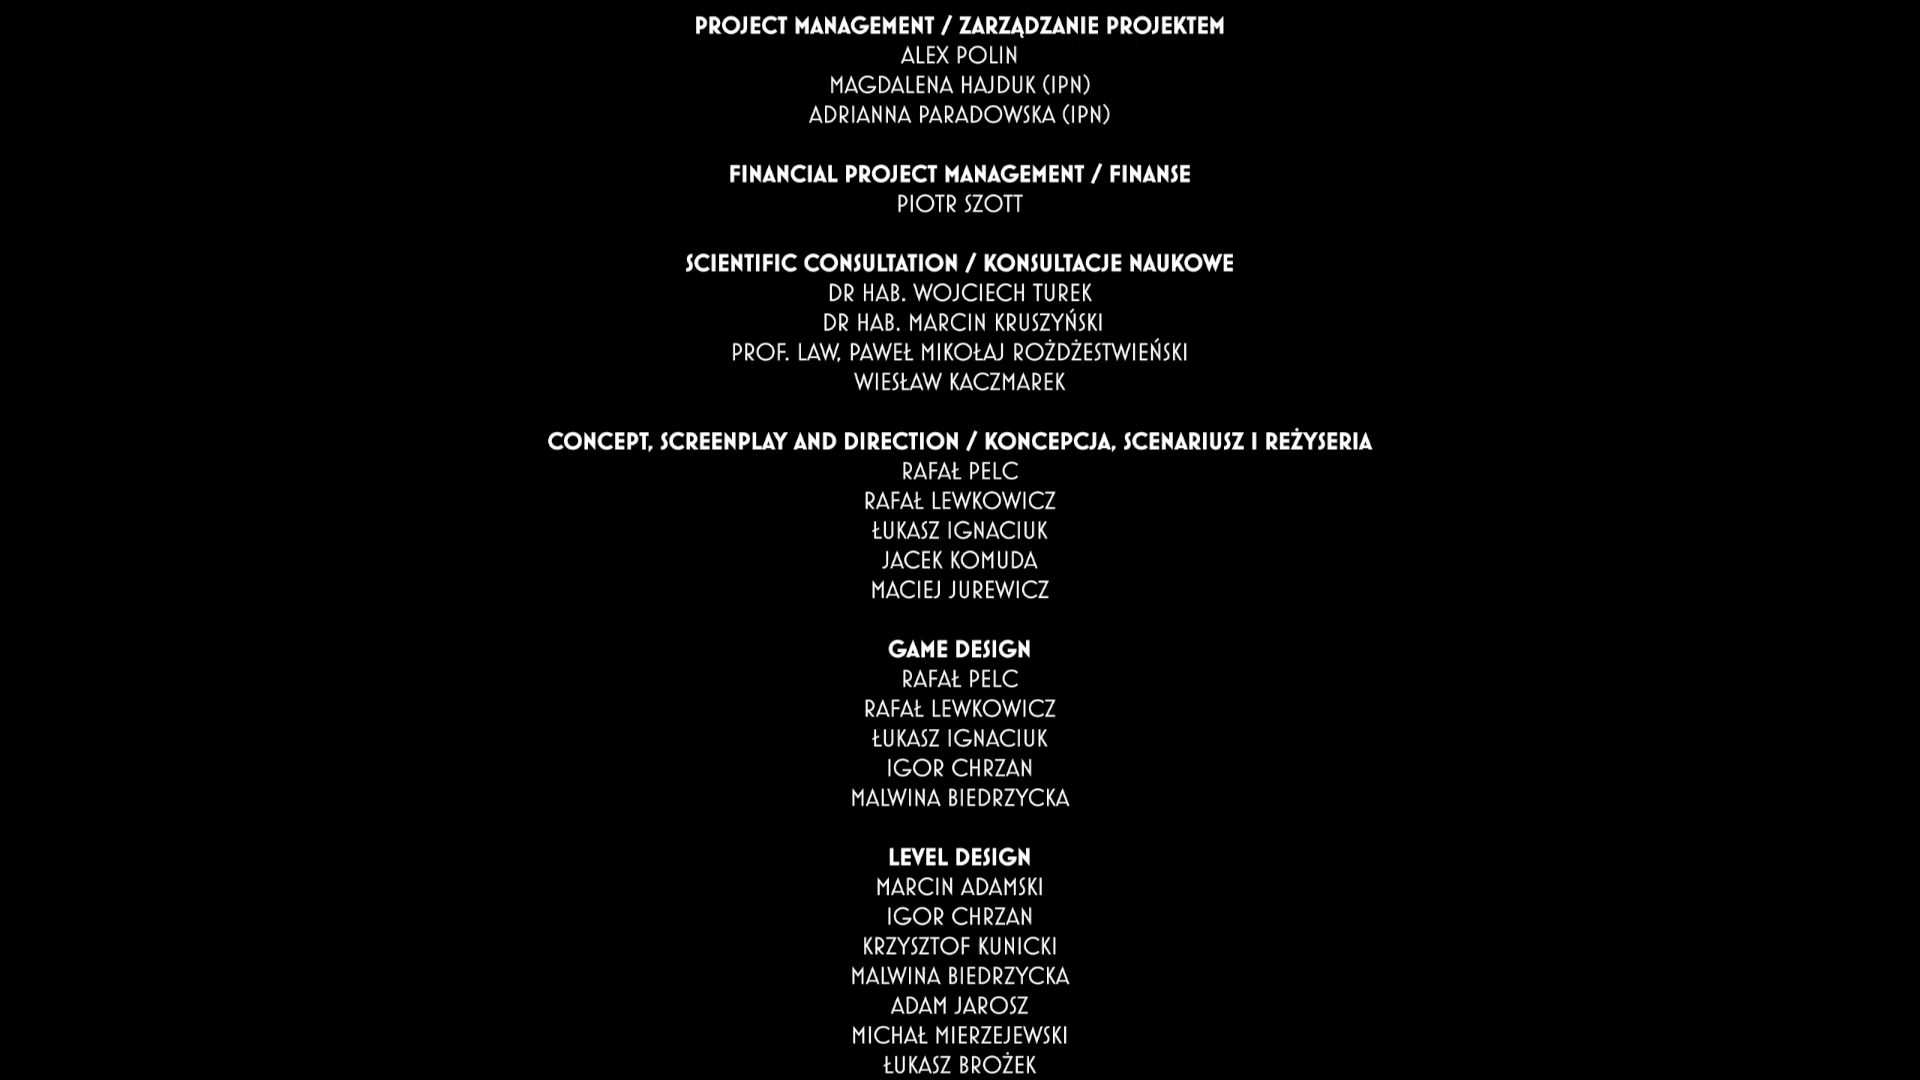 PROJECT MANAGEMENT / ZARZĄDZANIE PROJEKTEM
ALEX POLIN
MAGDALENA HAJDUK (IPN)
ADRIANNA PARADOWSKA (IPN)
FINANCIAL PROJECT MANAGEMENT / FINANSE
PIOTR SZOTT
SCIENTIFIC CONSULTATION / KONSULTACJE NAUKOWE
DR HAB. WOJCIECH TUREK
DR HAB. MARCIN KRUSZYŃSKI
PROF. LAW, PAWEŁ MIKOŁAJ ROŻDŻESTWIEŃSKI
WIESŁAW KACZMAREK
CONCEPT, SCREENPLAY AND DIRECTION / KONCEPCJA, SCENARIUSZ I REŻYSERIA
RAFAŁ PELC
RAFAŁ LEWKOWICZ
ŁUKASZ IGNACIUK
JACEK KOMUDA
MACIEJ JUREWICZ
GAME DESIGN
RAFAŁ PELC
RAFAŁ LEWKOWICZ
ŁUKASZ IGNACIUK
IGOR CHRZAN
MALWINA BIEDRZYCKA
LEVEL DESIGN
MARCIN ADAMSKI
IGOR CHRZAN
KRZYSZTOF KUNICKI
MALWINA BIEDRZYCKA
ADAM JAROSZ
MICHAŁ MIERZEJEWSKI
ŁUKASZ BROŻEK